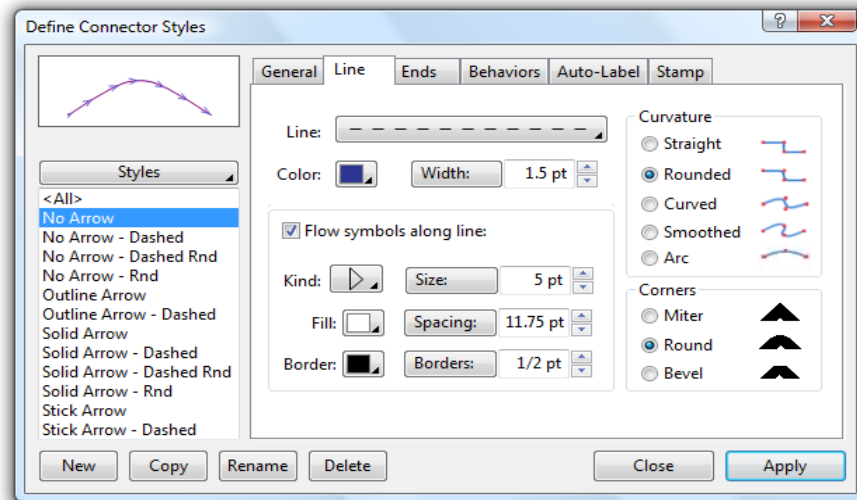 Define Connector Styles
?
General Line Ends Behaviors Auto-Label Stamp
Styles
<All>
No Arrow
No Arrow - Dashed
No Arrow - Dashed Rnd
No Arrow - Rnd
Outline Arrow
Outline Arrow - Dashed
Solid Arrow
Solid Arrow - Dashed
Solid Arrow - Dashed Rnd
Solid Arrow - Rnd
Stick Arrow
Stick Arrow - Dashed
Line:
Color: Width: 1.5 pt
Flow symbols along line:
Kind: Size: 5 pt
Fill: Spacing: 11.75 pt
Border: Borders: 1/2 pt
Curvature
Straight
Rounded
Curved
Smoothed
Arc
Corners
Miter
Round
Bevel
New Copy Rename Delete Close Apply